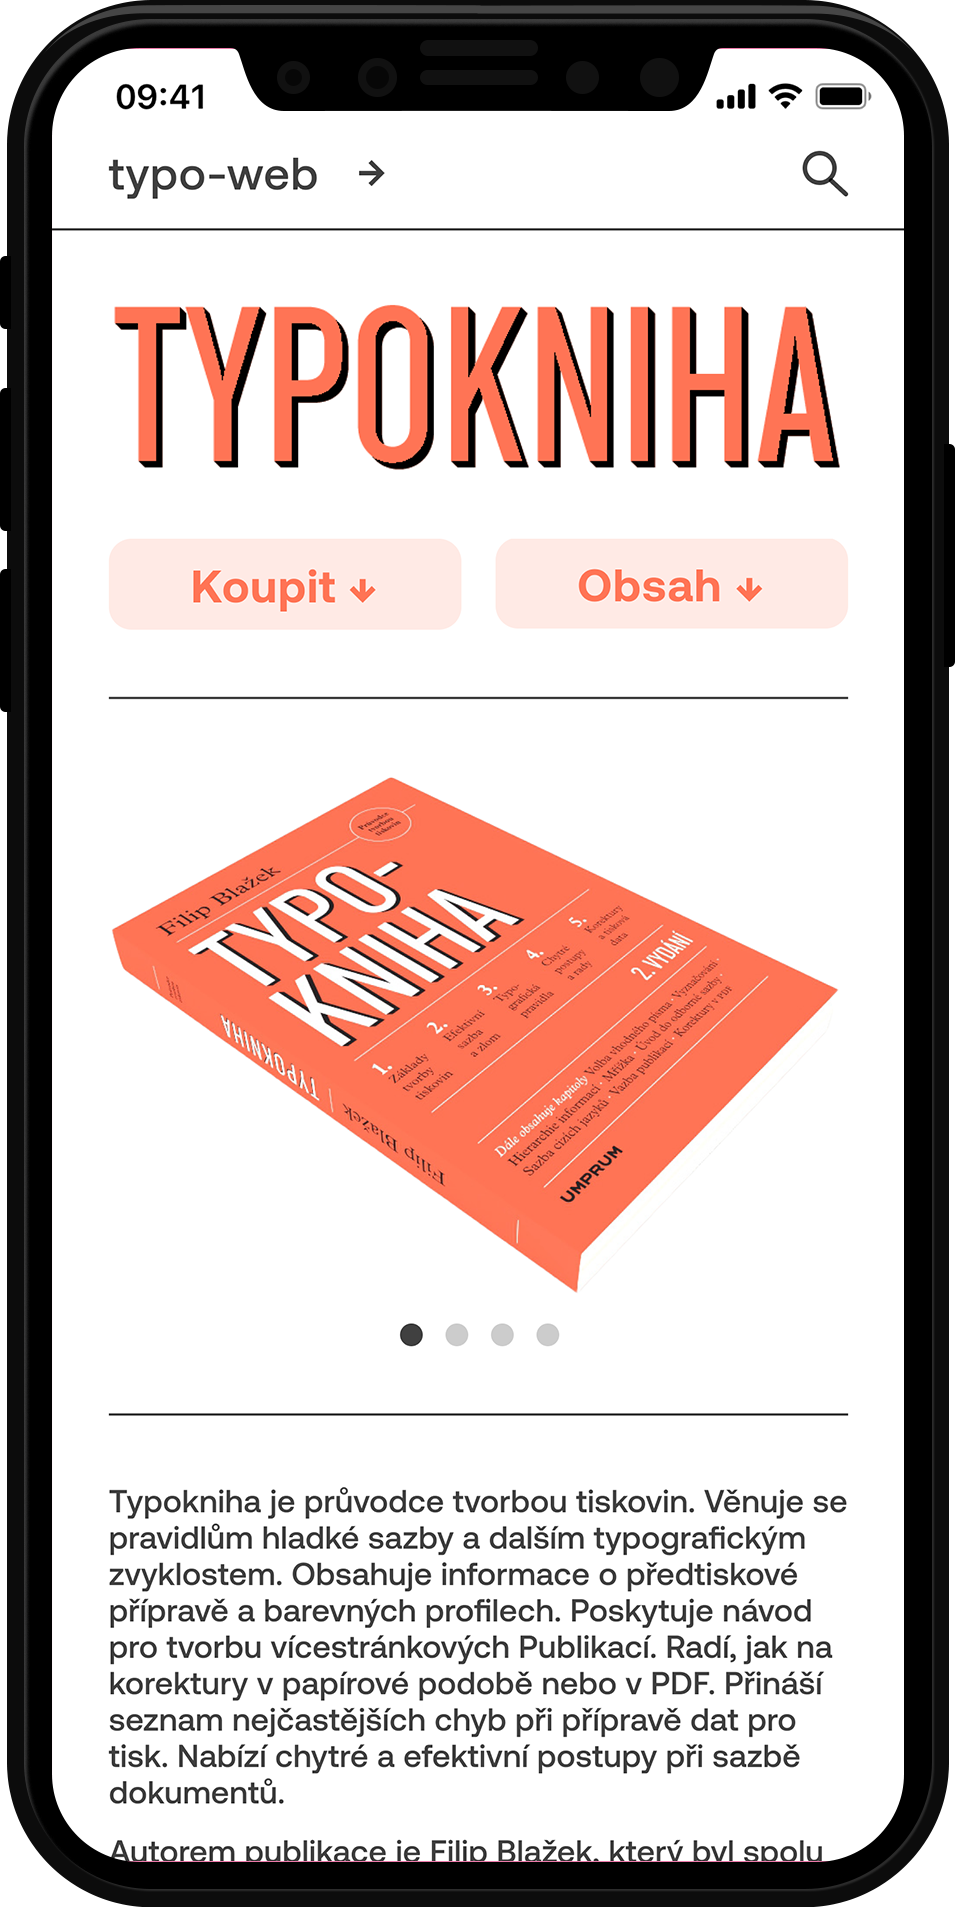 09:41
typo-web →
TYPOKNIHA
Koupit ↓
Obsah ↓
Filip Blažek
Průvodce
tvorbou
tiskovin
TYPO-
KNIHA
1.
Základy
tvorby
tiskovin
2.
Efektivní
sazba
a zlom
3.
Typo-
grafická
pravidla
4.
Chytré
postupy
a rady
5.
Korektury
a tisková
data
2. VYDÁNÍ
Dále obsahuje kapitoly Volba vhodného písma · Vyznačování ·
Hierarchie informací · Mřížka · Úvod do odborné sazby ·
Sazba cizích jazyků · Vazba publikací · Korektury v PDF
UMPRUM
TYPOKNIHA
Filip Blažek
Typokniha je průvodce tvorbou tiskovin. Věnuje se
pravidlům hladké sazby a dalším typografickým
zvyklostem. Obsahuje informace o předtiskové
přípravě a barevných profilech. Poskytuje návod
pro tvorbu vícestránkových Publikací. Radí, jak na
korektury v papírové podobě nebo v PDF. Přináší
seznam nejčastějších chyb při přípravě dat pro
tisk. Nabízí chytré a efektivní postupy při sazbě
dokumentů.
Autorem publikace je Filip Blažek, který byl spolu